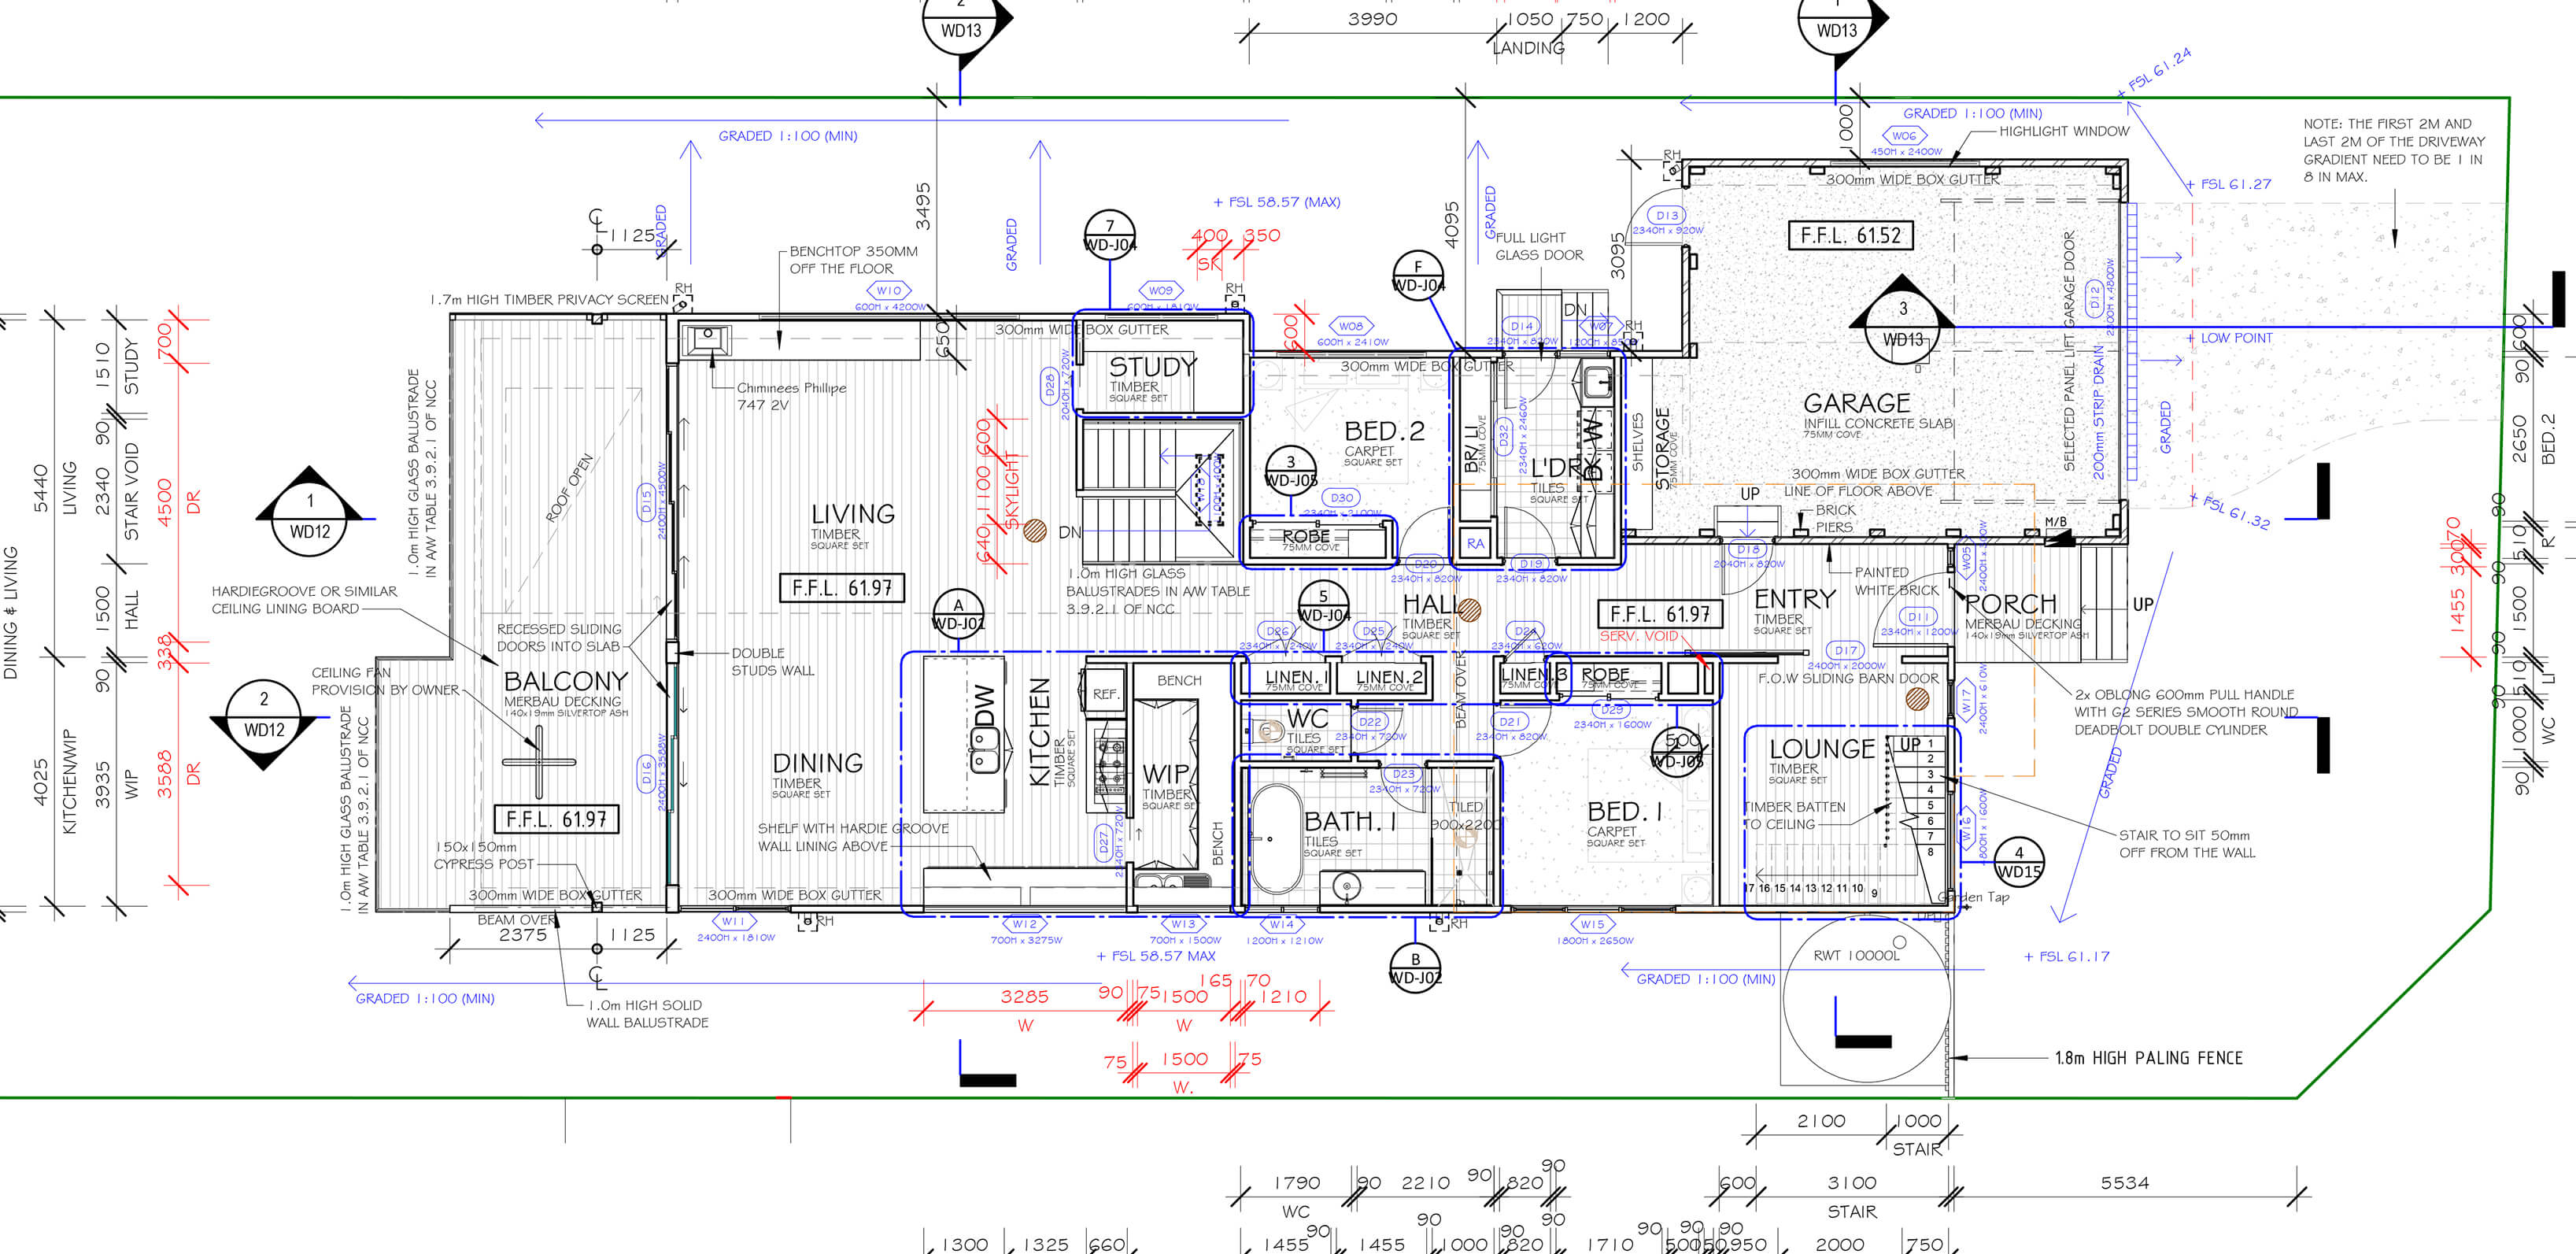 2
WD13
3990
1050
750
1200
LANDING
1
WD13
+ FSL 61.24
GRADED 1:100 (MIN)
GRADED 1:100 (MIN)
W06
450H x 2400W
HIGHLIGHT WINDOW
1000
NOTE: THE FIRST 2M AND
LAST 2M OF THE DRIVEWAY
GRADIENT NEED TO BE 1 IN
8 IN MAX.
RH
300mm WIDE BOX GUTTER
+ FSL 61.27
3495
+ FSL 58.57 (MAX)
4095
GRADED
GRADED
GRADED
D13
2340H x 920W
F.F.L. 61.52
℄
1125
7
WD-J04
400
350
SK
BENCHTOP 350MM
OFF THE FLOOR
FULL LIGHT
GLASS DOOR
3095
F
WD-J04
SELECTED PANEL LIFT GARAGE DOOR
D12
2300H x 4800W
1.7m HIGH TIMBER PRIVACY SCREEN
RH
W10
600H x 4200W
W09
600H x 1810W
RH
DN
3
WD13
300mm WIDE BOX GUTTER
650
600
W08
600H x 2410W
D14
2340H x 820W
W07
1200H x 850W
RH
+ LOW POINT
700
1510
STUDY
600
90
STUDY
TIMBER
SQUARE SET
300mm WIDE BOX GUTTER
D28
2040H x 720W
Chiminees Phillipe
747 2V
1.0m HIGH GLASS BALUSTRADE
IN A/W TABLE 3.9.2.1 OF NCC
GARAGE
INFILL CONCRETE SLAB
75MM COVE
200mm STRIP DRAIN
GRADED
90
5440
LIVING
2340
STAIR VOID
4500
DR
ROOF OPEN
D15
2400H x 4500W
LIVING
TIMBER
SQUARE SET
600
1100
640
SKYLIGHT
BED.2
CARPET
SQUARE SET
BR/LI
75MM COVE
D32
2340H x 2460W
L'DRY
TILES
SQUARE SET
D
W
SHELVES
STORAGE
75MM COVE
300mm WIDE BOX GUTTER
LINE OF FLOOR ABOVE
2650
BED.2
3
WD-J05
D30
2340H x 2100W
UP
BRICK
PIERS
+ FSL 61.32
1
WD12
DN
ROBE
75MM COVE
RA
M/B
90
70
300
510
R
D18
2040H x 820W
W05
2400H x 300W
DINING & LIVING
F.F.L. 61.97
1.0m HIGH GLASS
BALUSTRADES IN A/W TABLE
3.9.2.1 OF NCC
D20
2340H x 820W
D19
2340H x 820W
PAINTED
WHITE BRICK
90
HARDIEGROOVE OR SIMILAR
CEILING LINING BOARD
1500
HALL
A
WD-J01
5
WD-J04
HALL
TIMBER
SQUARE SET
F.F.L. 61.97
ENTRY
TIMBER
SQUARE SET
D11
2340H x 1200W
PORCH
MERBAU DECKING
140x19mm SILVERTOP ASH
UP
1455
1500
RECESSED SLIDING
DOORS INTO SLAB
338
D26
2340H x 1240W
D25
2340H x 1240W
D24
2340H x 620W
SERV. VOID
D17
2400H x 2000W
F.O.W SLIDING BARN DOOR
DOUBLE
STUDS WALL
90
CEILING FAN
PROVISION BY OWNER
BALCONY
MERBAU DECKING
140x19mm SILVERTOP ASH
BENCH
REF.
LINEN.1
75MM COVE
LINEN.2
75MM COVE
LINEN.3
75MM COVE
ROBE
75MM COVE
90
510
LI
2
WD12
DW
KITCHEN
TIMBER
SQUARE SET
BEAM OVER
WC
TILES
SQUARE SET
D22
2340H x 720W
D21
2340H x 820W
D29
2340H x 1600W
W17
2400H x 610W
2x OBLONG 600mm PULL HANDLE
WITH G2 SERIES SMOOTH ROUND
DEADBOLT DOUBLE CYLINDER
90
1000
WC
500
2
WD-J05
LOUNGE
TIMBER
SQUARE SET
UP
1
2
3
4
5
6
7
8
4025
KITCHEN/WIP
3935
WIP
3588
DR
1.0m HIGH GLASS BALUSTRADE
IN A/W TABLE 3.9.2.1 OF NCC
D16
2400H x 3588W
DINING
TIMBER
SQUARE SET
WIP
TIMBER
SQUARE SET
D23
2340H x 720W
GRADED
90
F.F.L. 61.97
TILED
900x2200
BED.1
CARPET
SQUARE SET
TIMBER BATTEN
TO CEILING
BATH.1
TILES
SQUARE SET
150x150mm
CYPRESS POST
SHELF WITH HARDIE GROOVE
WALL LINING ABOVE
D27
2340H x 720W
BENCH
W16
1800H x 1600W
STAIR TO SIT 50mm
OFF FROM THE WALL
4
WD15
300mm WIDE BOX GUTTER
300mm WIDE BOX GUTTER
17 16 15 14 13 12 11 10 9
Garden Tap
BEAM OVER
W11
2400H x 1810W
RH
W12
700H x 3275W
W13
700H x 1500W
W14
1200H x 1210W
RH
W15
1800H x 2650W
2375
1125
℄
+ FSL 58.57 MAX
B
WD-J02
RWT 10000L
+ FSL 61.17
GRADED 1:100 (MIN)
GRADED 1:100 (MIN)
1.0m HIGH SOLID
WALL BALUSTRADE
3285
W
90
75
1500
W
165
70
1210
75
1500
W.
75
1.8m HIGH PALING FENCE
2100
1000
STAIR
1790
WC
90
2210
90
820
90
600
3100
STAIR
5534
1300
1325
660
1455
90
1455
90
1000
90
820
90
1710
90
500
90
150
90
950
2000
750